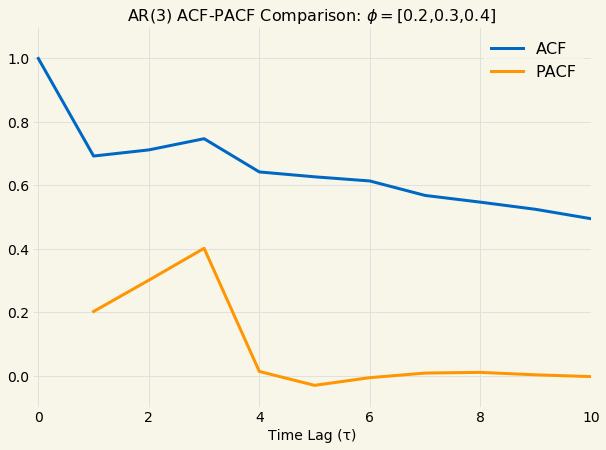 AR(3) ACF-PACF Comparison: ϕ = [0.2,0.3,0.4]
ACF
PACF
1.0
0.8
0.6
0.4
0.2
0.0
0 2 4 6 8 10
Time Lag (τ)